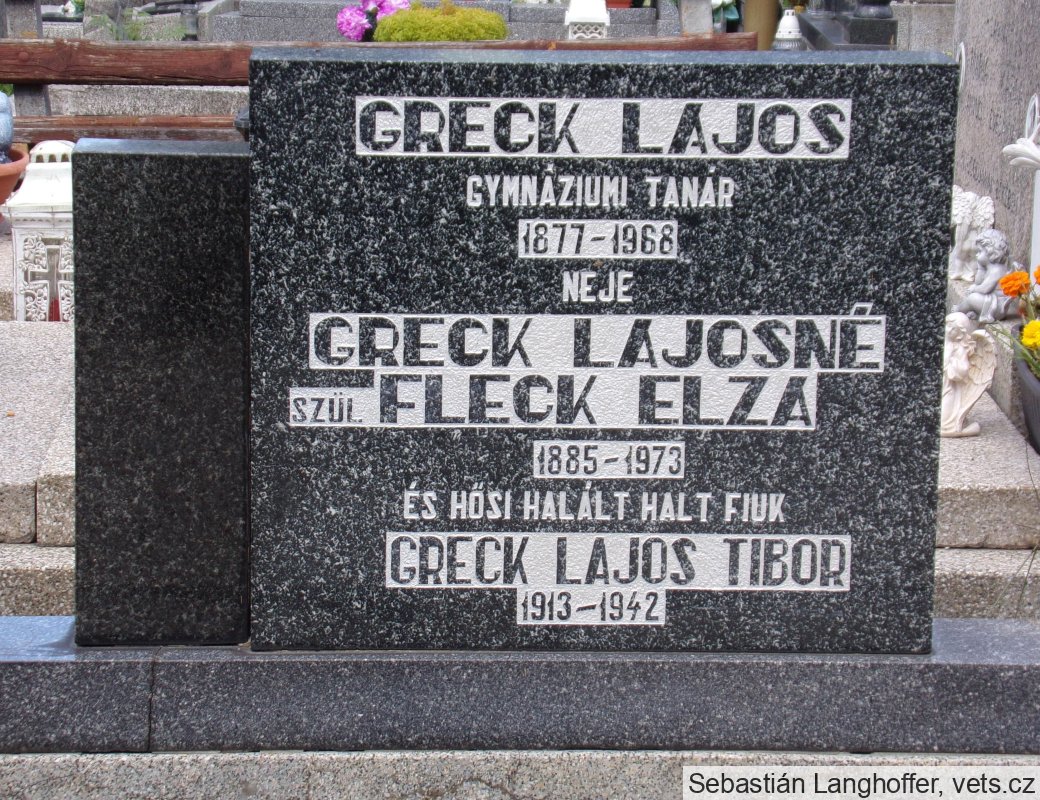 GRECK LAJOS
GYMNÁZIUMI TANÁR
1877-1968
NEJE
GRECK LAJOSNÉ
SZÜL FLECK ELZA
1885-1973
ÉS HŐSI HALÁLT HALT FIUK
GRECK LAJOS TIBOR
1913-1942
Sebastián Langhoffer, vets.cz